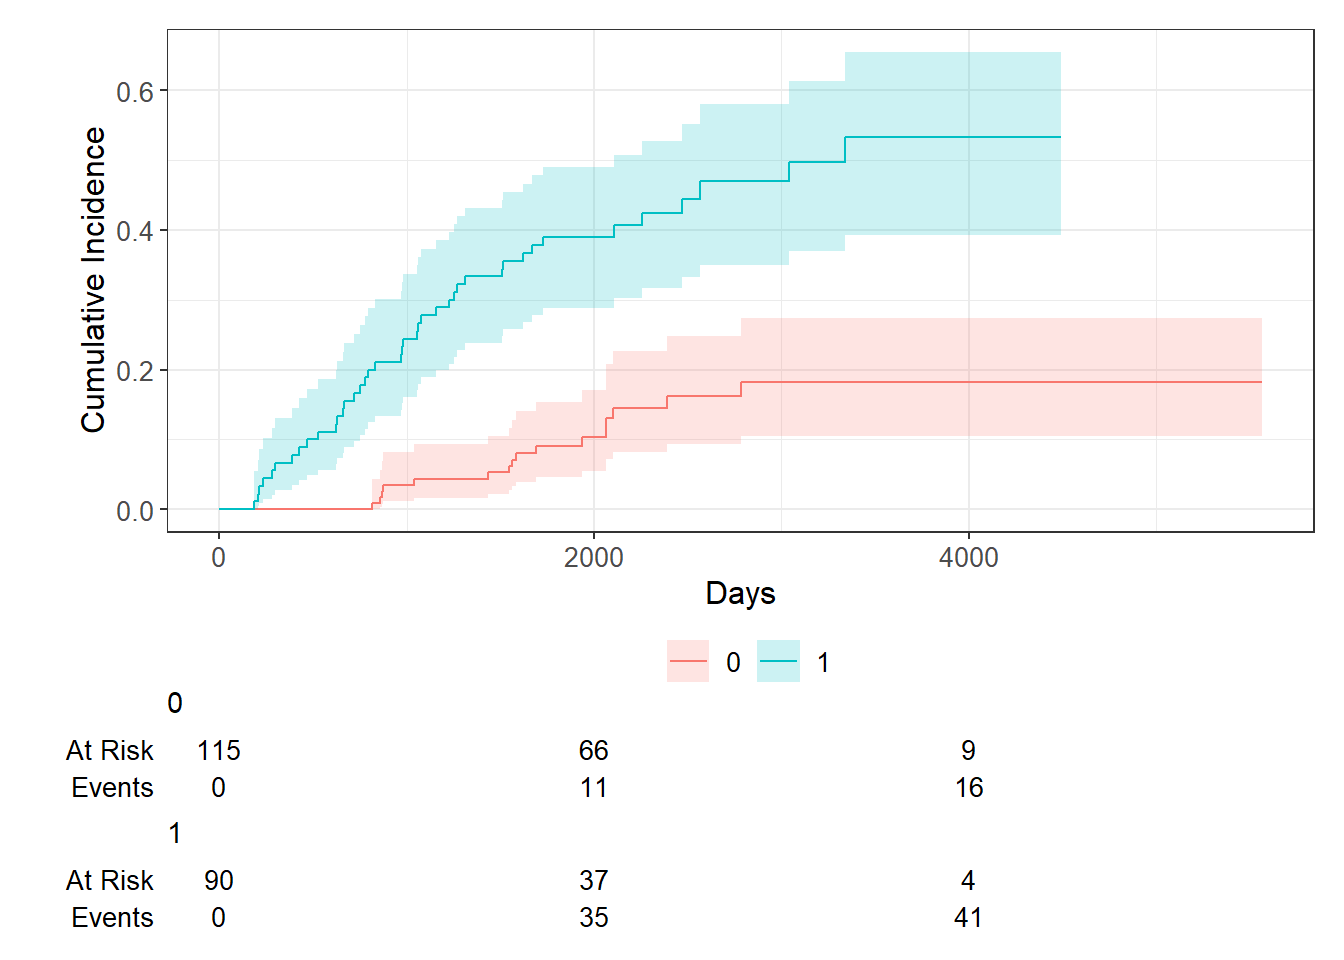 0.6
0.4
0.2
0.0
Cumulative Incidence
0 2000 4000
Days
0 1
0
At Risk 115 66 9
Events 0 11 16
1
At Risk 90 37 4
Events 0 35 41